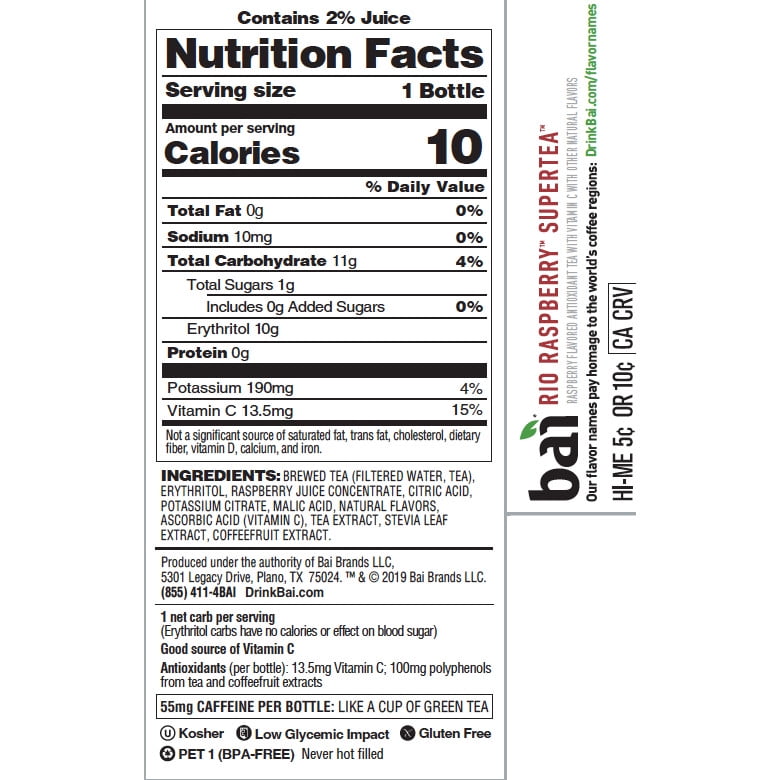 Contains 2% Juice
Nutrition Facts
Serving size 1 Bottle
Amount per serving
Calories 10
% Daily Value
Total Fat 0g 0%
Sodium 10mg 0%
Total Carbohydrate 11g 4%
Total Sugars 1g
Includes 0g Added Sugars 0%
Erythritol 10g
Protein 0g
Potassium 190mg 4%
Vitamin C 13.5mg 15%
Not a significant source of saturated fat, trans fat, cholesterol, dietary
fiber, vitamin D, calcium, and iron.
INGREDIENTS: BREWED TEA (FILTERED WATER, TEA),
ERYTHRITOL, RASPBERRY JUICE CONCENTRATE, CITRIC ACID,
POTASSIUM CITRATE, MALIC ACID, NATURAL FLAVORS,
ASCORBIC ACID (VITAMIN C), TEA EXTRACT, STEVIA LEAF
EXTRACT, COFFEEFRUIT EXTRACT.
Produced under the authority of Bai Brands LLC,
5301 Legacy Drive, Plano, TX 75024. ™ & © 2019 Bai Brands LLC.
(855) 411-4BAI DrinkBai.com
1 net carb per serving
(Erythritol carbs have no calories or effect on blood sugar)
Good source of Vitamin C
Antioxidants (per bottle): 13.5mg Vitamin C; 100mg polyphenols
from tea and coffeefruit extracts
55mg CAFFEINE PER BOTTLE: LIKE A CUP OF GREEN TEA
U Kosher Low Glycemic Impact Gluten Free
PET 1 (BPA-FREE) Never hot filled
bai
RIO RASPBERRY™ SUPERTEA™
RASPBERRY FLAVORED ANTIOXIDANT TEA WITH VITAMIN C WITH OTHER NATURAL FLAVORS
Our flavor names pay homage to the world's coffee regions: DrinkBai.com/flavornames
HI-ME 5¢ OR 10¢ CA CRV